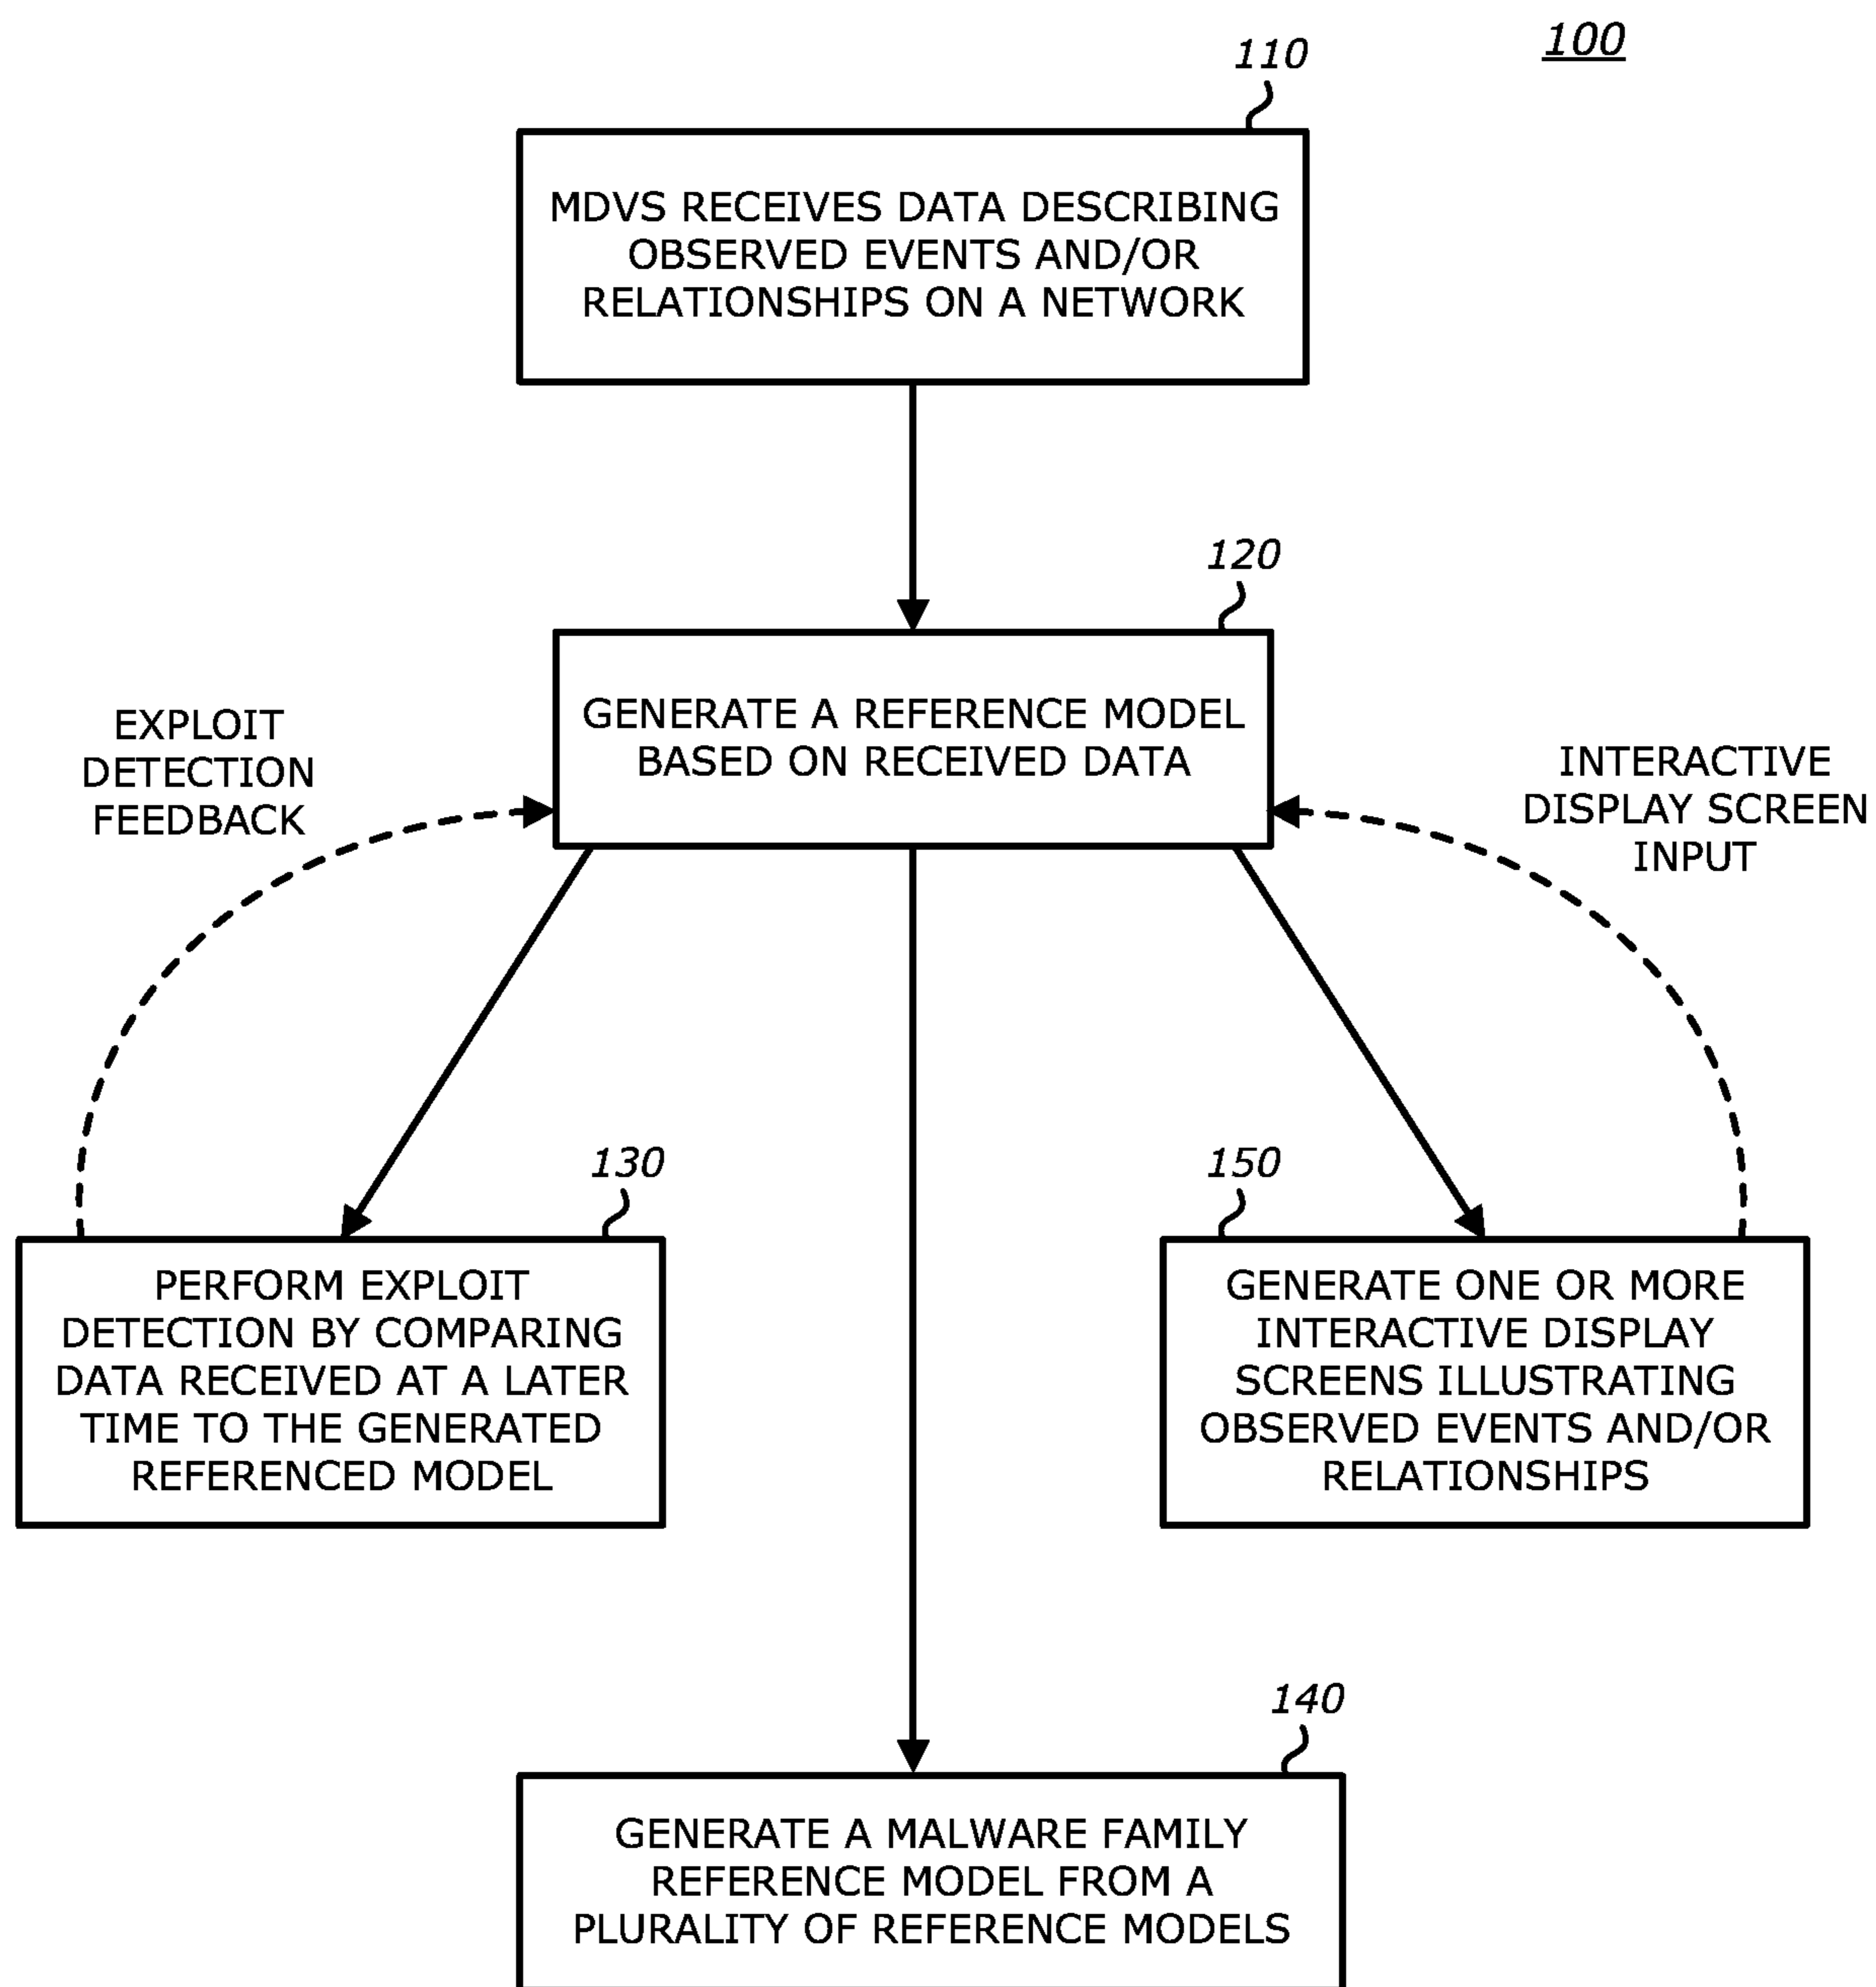 100
110
MDVS RECEIVES DATA DESCRIBING
OBSERVED EVENTS AND/OR
RELATIONSHIPS ON A NETWORK
120
GENERATE A REFERENCE MODEL
BASED ON RECEIVED DATA
EXPLOIT
DETECTION
FEEDBACK
INTERACTIVE
DISPLAY SCREEN
INPUT
130
PERFORM EXPLOIT
DETECTION BY COMPARING
DATA RECEIVED AT A LATER
TIME TO THE GENERATED
REFERENCED MODEL
150
GENERATE ONE OR MORE
INTERACTIVE DISPLAY
SCREENS ILLUSTRATING
OBSERVED EVENTS AND/OR
RELATIONSHIPS
140
GENERATE A MALWARE FAMILY
REFERENCE MODEL FROM A
PLURALITY OF REFERENCE MODELS